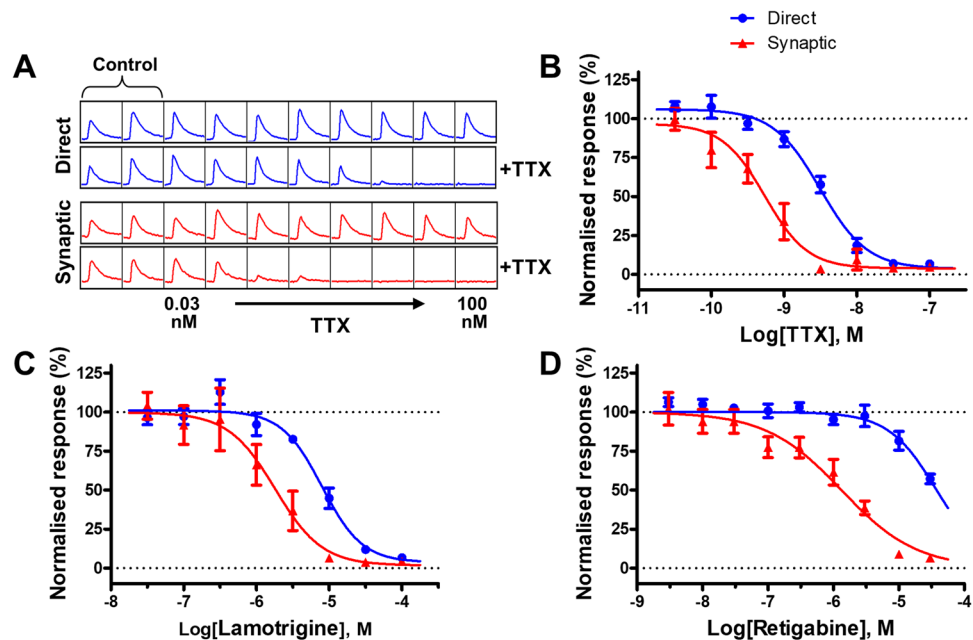 Direct
Synaptic
A
Control
Direct
+TTX
Synaptic
+TTX
0.03 nM
TTX
100 nM
B
Normalised response (%)
125
100
75
50
25
0
-11
-10
-9
-8
-7
Log[TTX], M
C
Normalised response (%)
125
100
75
50
25
0
-8
-7
-6
-5
-4
Log[Lamotrigine], M
D
Normalised response (%)
125
100
75
50
25
0
-9
-8
-7
-6
-5
-4
Log[Retigabine], M